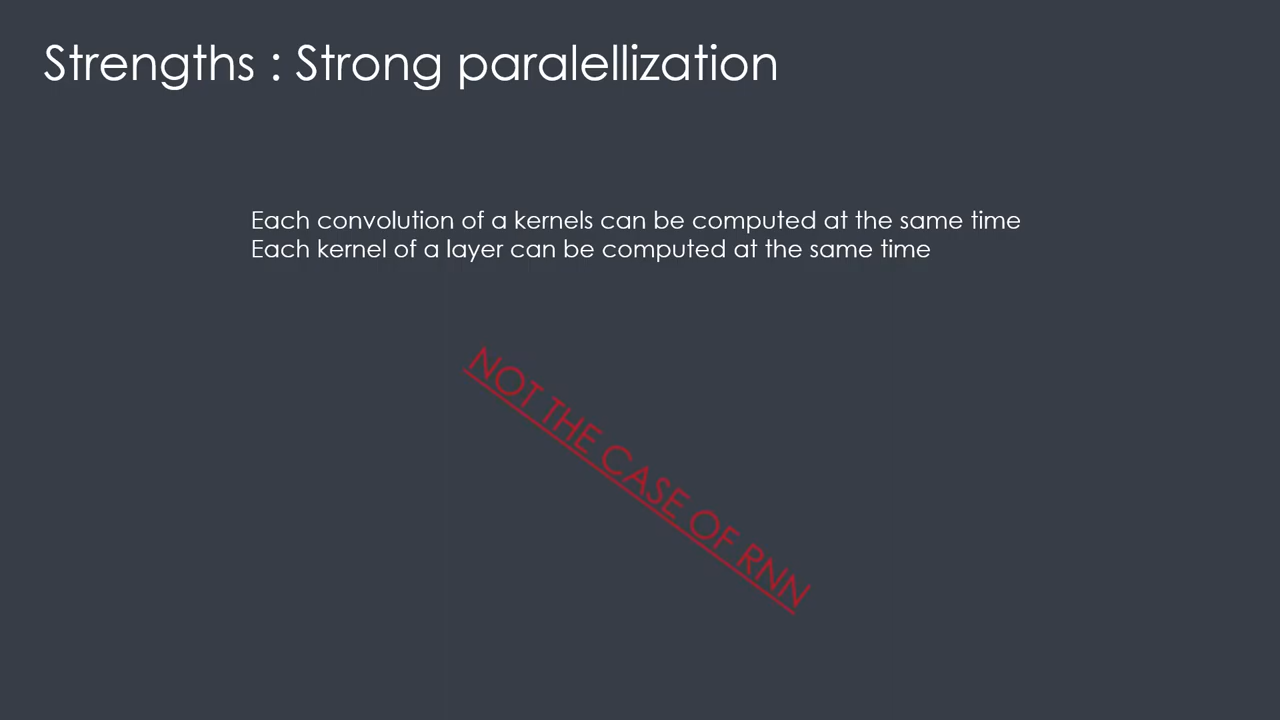 Strengths : Strong paralellization
Each convolution of a kernels can be computed at the same time
Each kernel of a layer can be computed at the same time
NOT THE CASE OF RNN